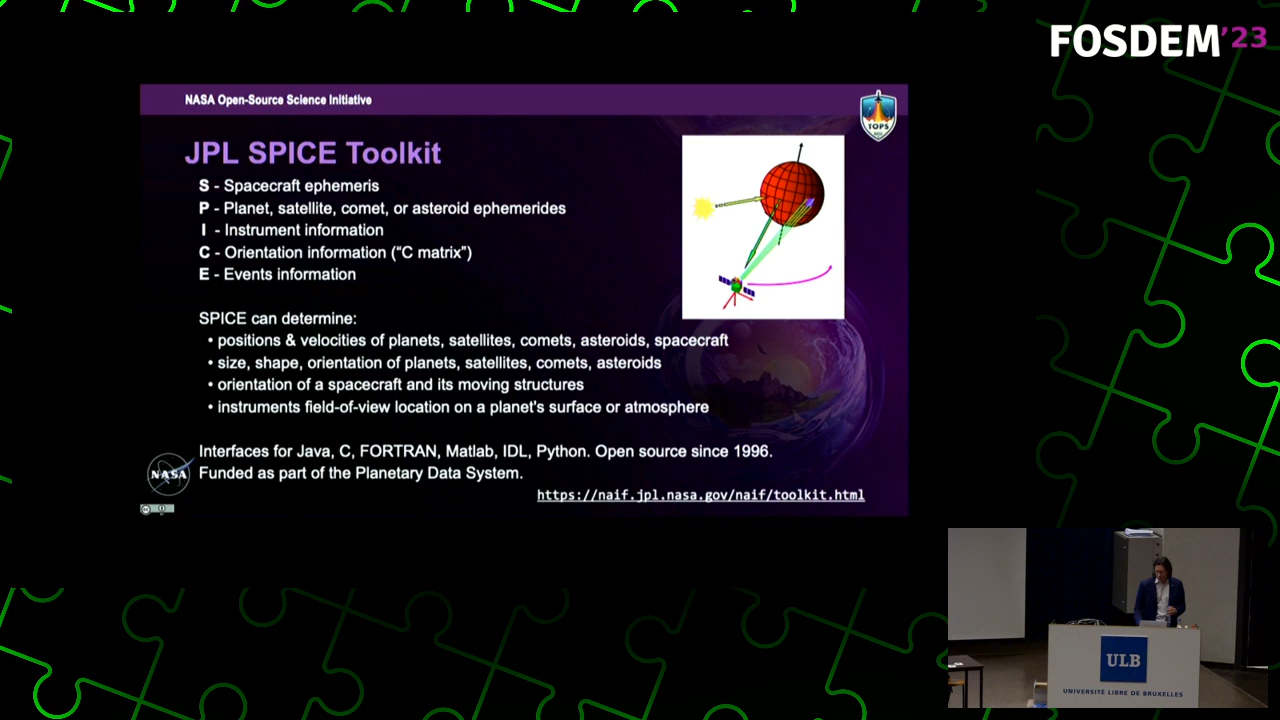 FOSDEM'23
NASA Open-Source Science Initiative
TOPS
JPL SPICE Toolkit
S - Spacecraft ephemeris
P - Planet, satellite, comet, or asteroid ephemerides
I - Instrument information
C - Orientation information (“C matrix”)
E - Events information
SPICE can determine:
• positions & velocities of planets, satellites, comets, asteroids, spacecraft
• size, shape, orientation of planets, satellites, comets, asteroids
• orientation of a spacecraft and its moving structures
• instruments field-of-view location on a planet's surface or atmosphere
Interfaces for Java, C, FORTRAN, Matlab, IDL, Python. Open source since 1996.
Funded as part of the Planetary Data System.
NASA
https://naif.jpl.nasa.gov/naif/toolkit.html
ULB
UNIVERSITÉ LIBRE DE BRUXELLES